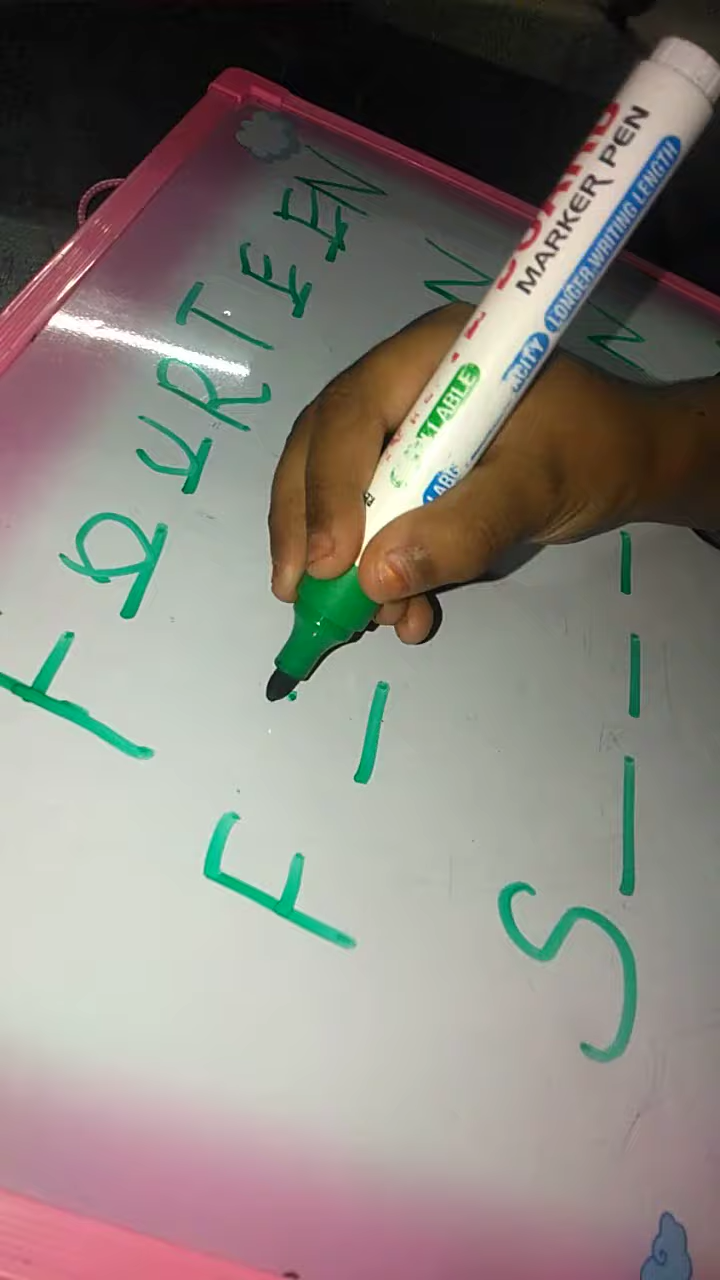 FOURTEEN
F _ N
S _ _ _ N
MARKER PEN
LONGER WRITING LENGTH